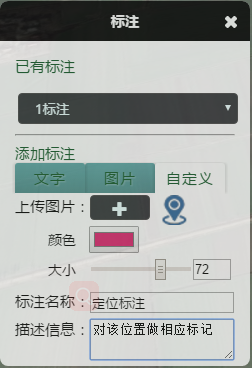 标注
已有标注
1标注
添加标注
文字 图片 自定义
上传图片：
颜色
大小 72
标注名称：定位标注
描述信息：对该位置做相应标记